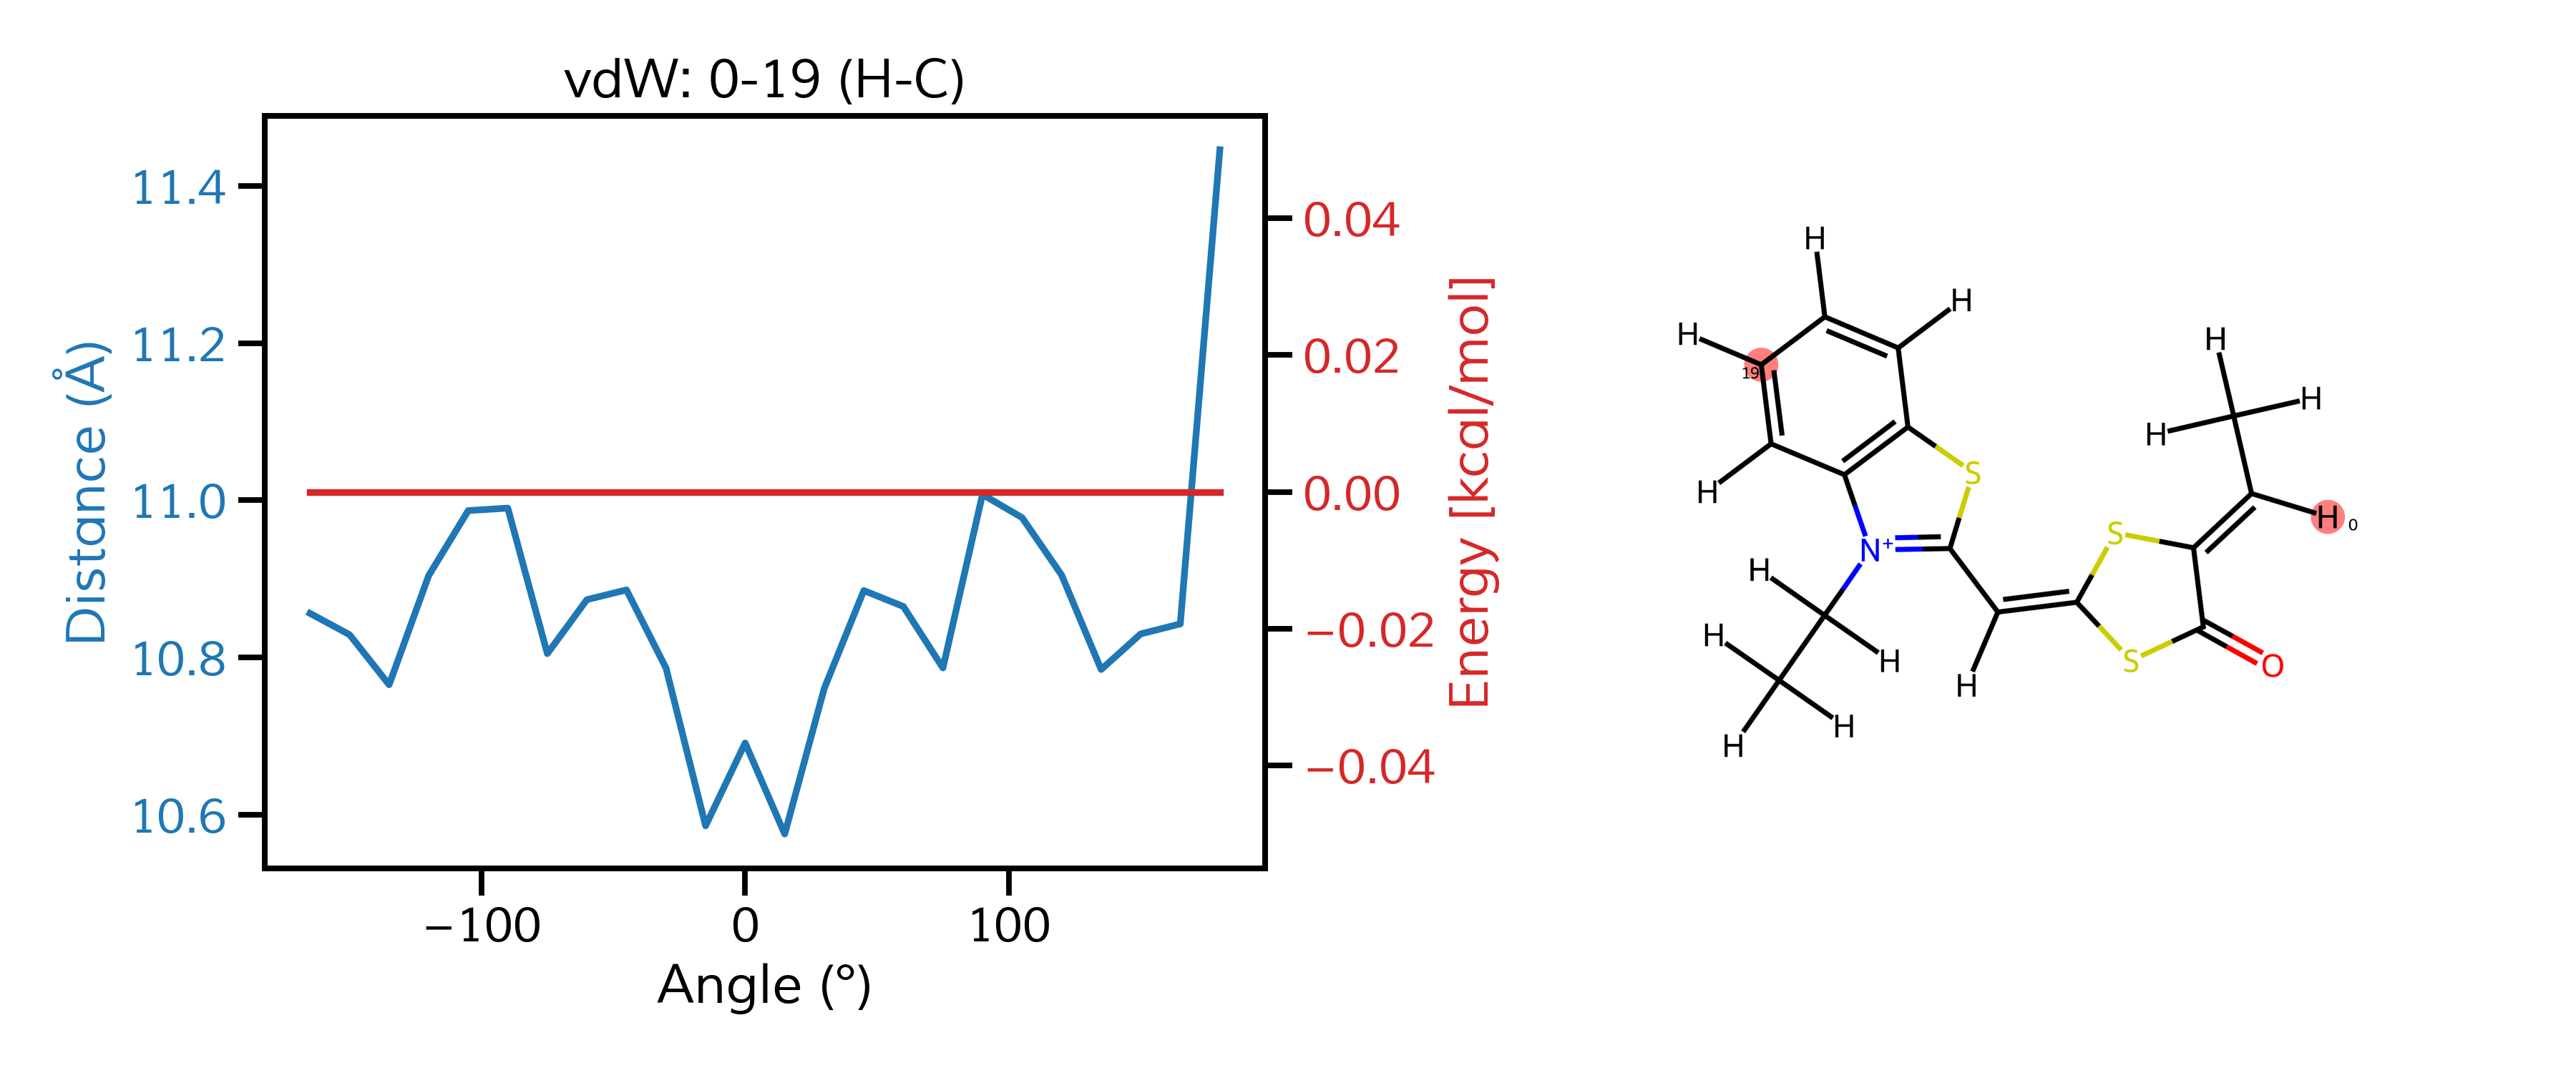 vdW: 0-19 (H-C)
Distance (Å)
11.4
11.2
11.0
10.8
10.6
−100
0
100
Angle (°)
0.04
0.02
0.00
−0.02
−0.04
Energy [kcal/mol]
H
H
H
19
H
S
N+
H
H
H
H
H
H
H
S
S
O
H
H
H
H 0